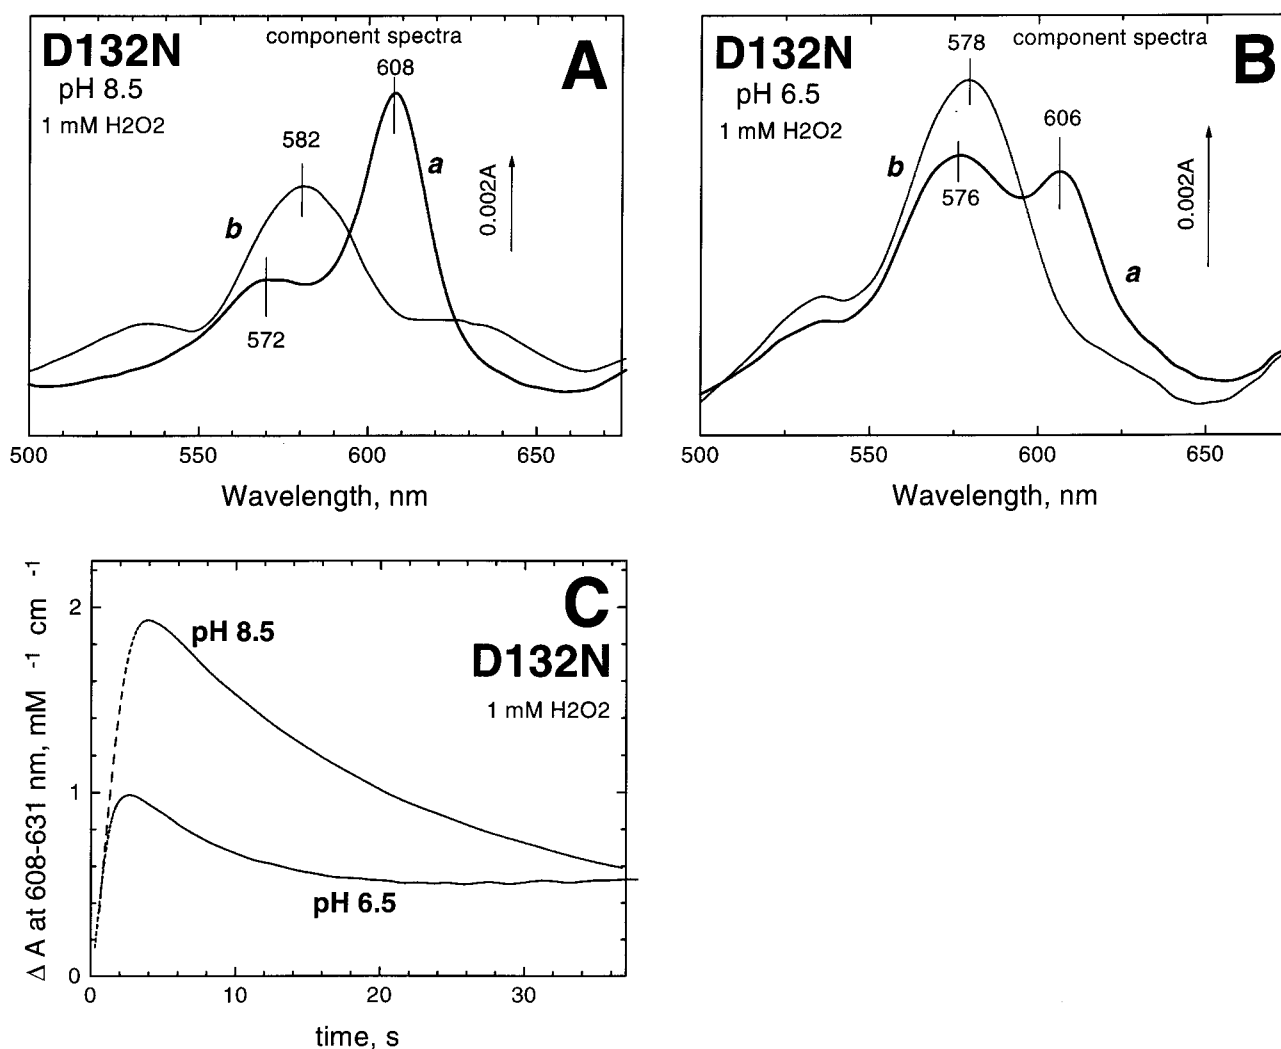 D132N
component spectra
A
pH 8.5
608
1 mM H2O2
582
a
b
0.002A
572
500
550
600
650
Wavelength, nm
D132N
578
component spectra
B
pH 6.5
606
1 mM H2O2
b
576
0.002A
a
500
550
600
650
Wavelength, nm
Δ A at 608-631 nm, mM -1 cm -1
2
1
0
C
pH 8.5
D132N
1 mM H2O2
pH 6.5
0
10
20
30
time, s